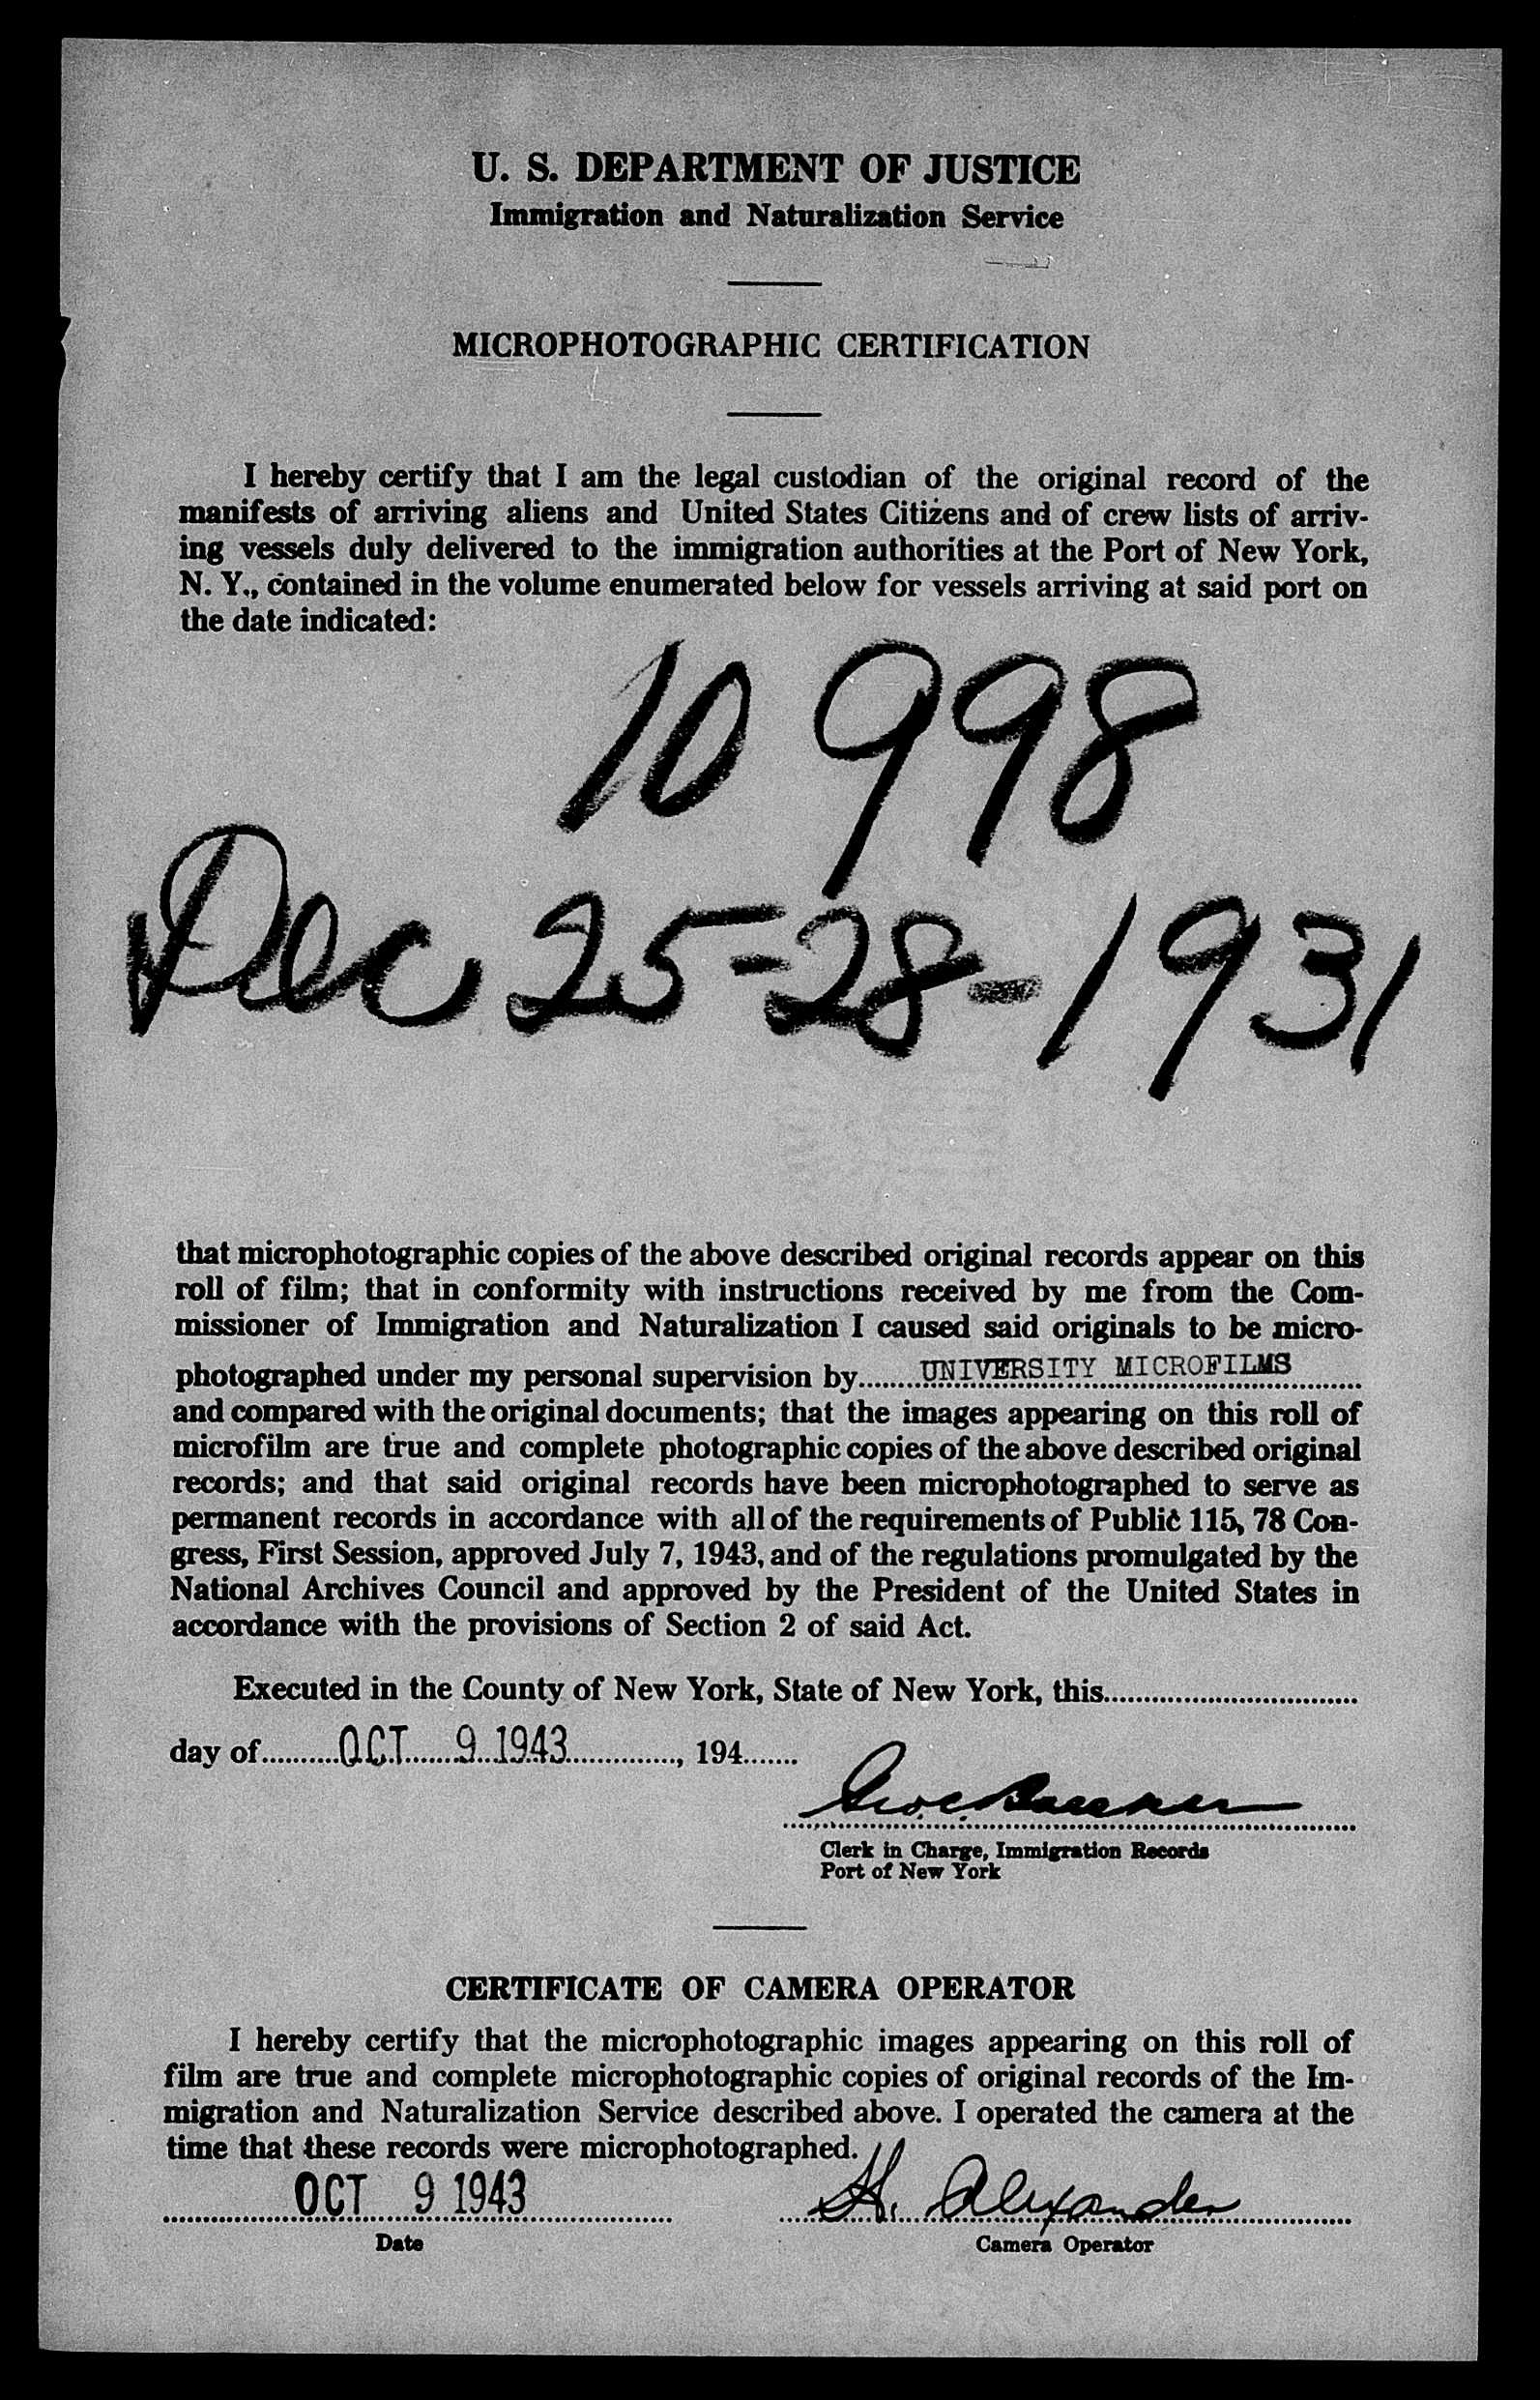 U. S. DEPARTMENT OF JUSTICE
Immigration and Naturalization Service
MICROPHOTOGRAPHIC CERTIFICATION
I hereby certify that I am the legal custodian of the original record of the
manifests of arriving aliens and United States Citizens and of crew lists of arriv-
ing vessels duly delivered to the immigration authorities at the Port of New York,
N. Y., contained in the volume enumerated below for vessels arriving at said port on
the date indicated:
10 998
Dec 25-28-1931
that microphotographic copies of the above described original records appear on this
roll of film; that in conformity with instructions received by me from the Com-
missioner of Immigration and Naturalization I caused said originals to be micro-
photographed under my personal supervision by........UNIVERSITY MICROFILMS
and compared with the original documents; that the images appearing on this roll of
microfilm are true and complete photographic copies of the above described original
records; and that said original records have been microphotographed to serve as
permanent records in accordance with all of the requirements of Public 115, 78 Con-
gress, First Session, approved July 7, 1943, and of the regulations promulgated by the
National Archives Council and approved by the President of the United States in
accordance with the provisions of Section 2 of said Act.
Executed in the County of New York, State of New York, this................................
day of..........OCT 9 1943.............., 194.......
Clerk in Charge, Immigration Records
Port of New York
CERTIFICATE OF CAMERA OPERATOR
I hereby certify that the microphotographic images appearing on this roll of
film are true and complete microphotographic copies of original records of the Im-
migration and Naturalization Service described above. I operated the camera at the
time that these records were microphotographed.
OCT 9 1943 H. Alexander
Date Camera Operator